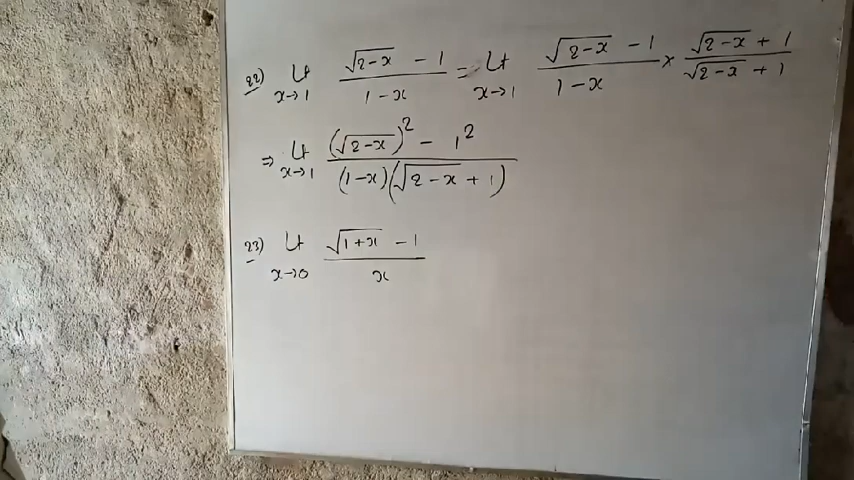 22) Lt x→1 √(2-x) - 1 / 1-x = Lt x→1 √(2-x) - 1 / 1-x × √(2-x) + 1 / √(2-x) + 1
⇒ Lt x→1 (√(2-x))² - 1² / (1-x)(√(2-x) + 1)
23) Lt x→0 √(1+x) - 1 / x